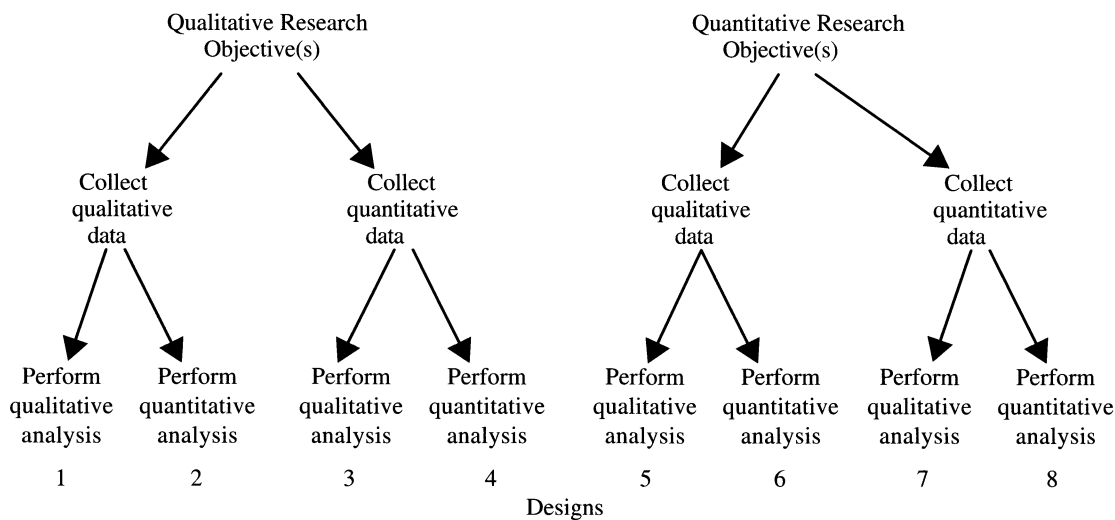 Qualitative Research
Objective(s)
Quantitative Research
Objective(s)
Collect
qualitative
data
Collect
quantitative
data
Collect
qualitative
data
Collect
quantitative
data
Perform
qualitative
analysis
Perform
quantitative
analysis
Perform
qualitative
analysis
Perform
quantitative
analysis
Perform
qualitative
analysis
Perform
quantitative
analysis
Perform
qualitative
analysis
Perform
quantitative
analysis
1 2 3 4 5 6 7 8
Designs